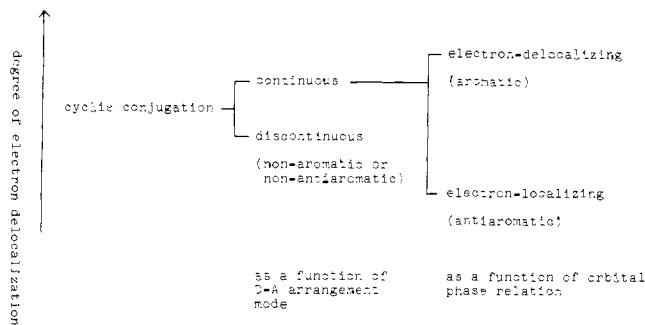 degree of electron delocalization
cyclic conjugation
continuous
discontinuous
(non-aromatic or
non-antiaromatic)
electron-delocalizing
(aromatic)
electron-localizing
(antiaromatic)
as a function of
D-A arrangement
mode
as a function of orbital
phase relation